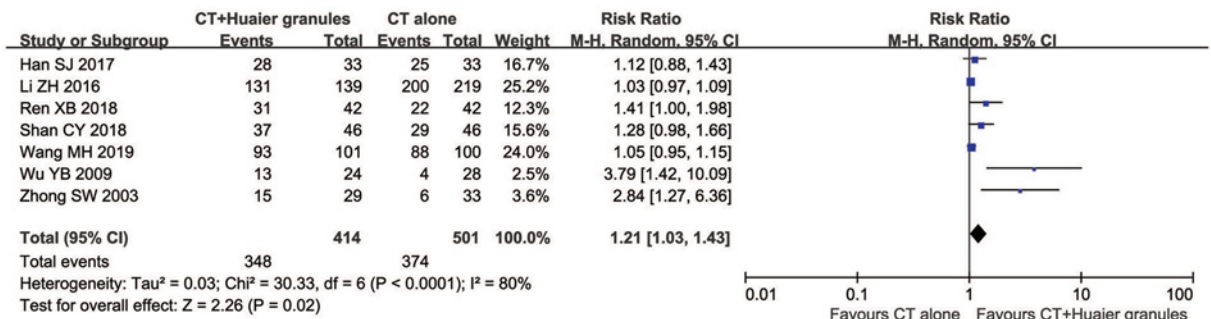 CT+Huaier granules CT alone Risk Ratio Risk Ratio
Study or Subgroup Events Total Events Total Weight M-H. Random. 95% CI M-H. Random. 95% CI
Han SJ 2017 28 33 25 33 16.7% 1.12 [0.88, 1.43]
Li ZH 2016 131 139 200 219 25.2% 1.03 [0.97, 1.09]
Ren XB 2018 31 42 22 42 12.3% 1.41 [1.00, 1.98]
Shan CY 2018 37 46 29 46 15.6% 1.28 [0.98, 1.66]
Wang MH 2019 93 101 88 100 24.0% 1.05 [0.95, 1.15]
Wu YB 2009 13 24 4 28 2.5% 3.79 [1.42, 10.09]
Zhong SW 2003 15 29 6 33 3.6% 2.84 [1.27, 6.36]
Total (95% CI) 414 501 100.0% 1.21 [1.03, 1.43]
Total events 348 374
Heterogeneity: Tau² = 0.03; Chi² = 30.33, df = 6 (P < 0.0001); I² = 80%
Test for overall effect: Z = 2.26 (P = 0.02)
0.01 0.1 1 10 100
Favours CT alone Favours CT+Huaier granules